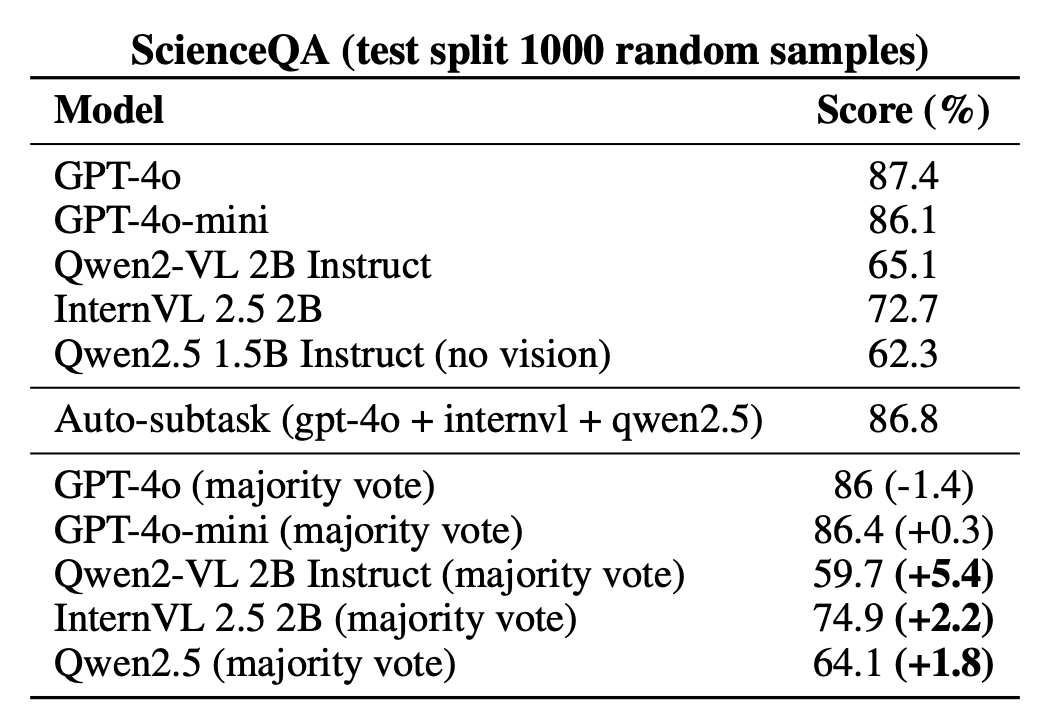 ScienceQA (test split 1000 random samples)
Model Score (%)
GPT-4o 87.4
GPT-4o-mini 86.1
Qwen2-VL 2B Instruct 65.1
InternVL 2.5 2B 72.7
Qwen2.5 1.5B Instruct (no vision) 62.3
Auto-subtask (gpt-4o + internvl + qwen2.5) 86.8
GPT-4o (majority vote) 86 (-1.4)
GPT-4o-mini (majority vote) 86.4 (+0.3)
Qwen2-VL 2B Instruct (majority vote) 59.7 (+5.4)
InternVL 2.5 2B (majority vote) 74.9 (+2.2)
Qwen2.5 (majority vote) 64.1 (+1.8)